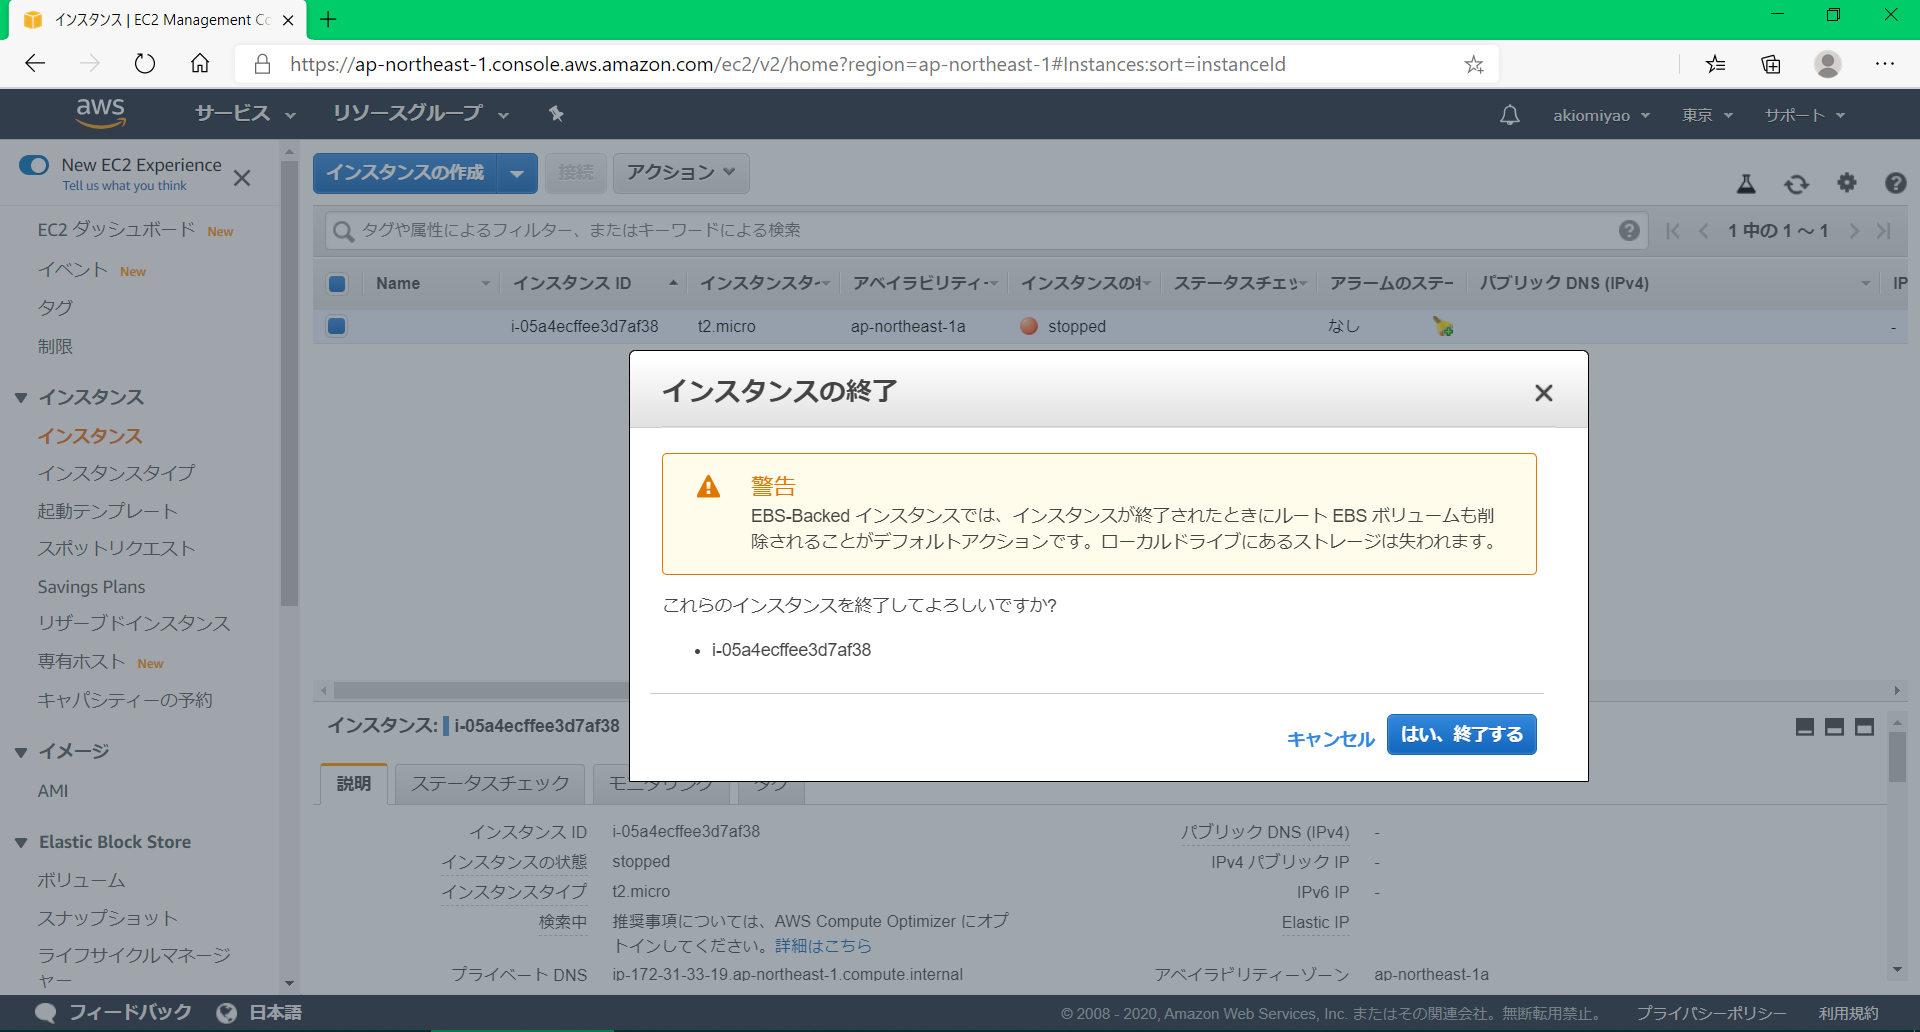 インスタンス | EC2 Management Co
https://ap-northeast-1.console.aws.amazon.com/ec2/v2/home?region=ap-northeast-1#Instances:sort=instanceId
aws サービス リソースグループ akiomiyao 東京 サポート
New EC2 Experience
Tell us what you think
EC2 ダッシュボード New
イベント New
タグ
制限
インスタンス
インスタンス
インスタンスタイプ
起動テンプレート
スポットリクエスト
Savings Plans
リザーブドインスタンス
専有ホスト New
キャパシティーの予約
イメージ
AMI
Elastic Block Store
ボリューム
スナップショット
ライフサイクルマネージ
ャー
インスタンスの作成 接続 アクション
タグや属性によるフィルター、またはキーワードによる検索 1 中の 1 ~ 1
Name インスタンス ID インスタンスタ アベイラビリティ インスタンスの ステータスチェッ アラームのステー パブリック DNS (IPv4) IP
i-05a4ecffee3d7af38 t2.micro ap-northeast-1a stopped なし -
インスタンスの終了
警告
EBS-Backed インスタンスでは、インスタンスが終了されたときにルート EBS ボリュームも削
除されることがデフォルトアクションです。ローカルドライブにあるストレージは失われます。
これらのインスタンスを終了してよろしいですか?
• i-05a4ecffee3d7af38
キャンセル はい、終了する
インスタンス: i-05a4ecffee3d7af38
説明 ステータスチェック モニタリング タグ
インスタンス ID i-05a4ecffee3d7af38 パブリック DNS (IPv4) -
インスタンスの状態 stopped IPv4 パブリック IP -
インスタンスタイプ t2.micro IPv6 IP -
検索中 推奨事項については、AWS Compute Optimizer にオプ Elastic IP
トインしてください。詳細はこちら
プライベート DNS ip-172-31-33-19.ap-northeast-1.compute.internal アベイラビリティーゾーン ap-northeast-1a
フィードバック 日本語 © 2008 - 2020, Amazon Web Services, Inc. またはその関連会社。無断転用禁止。 プライバシーポリシー 利用規約